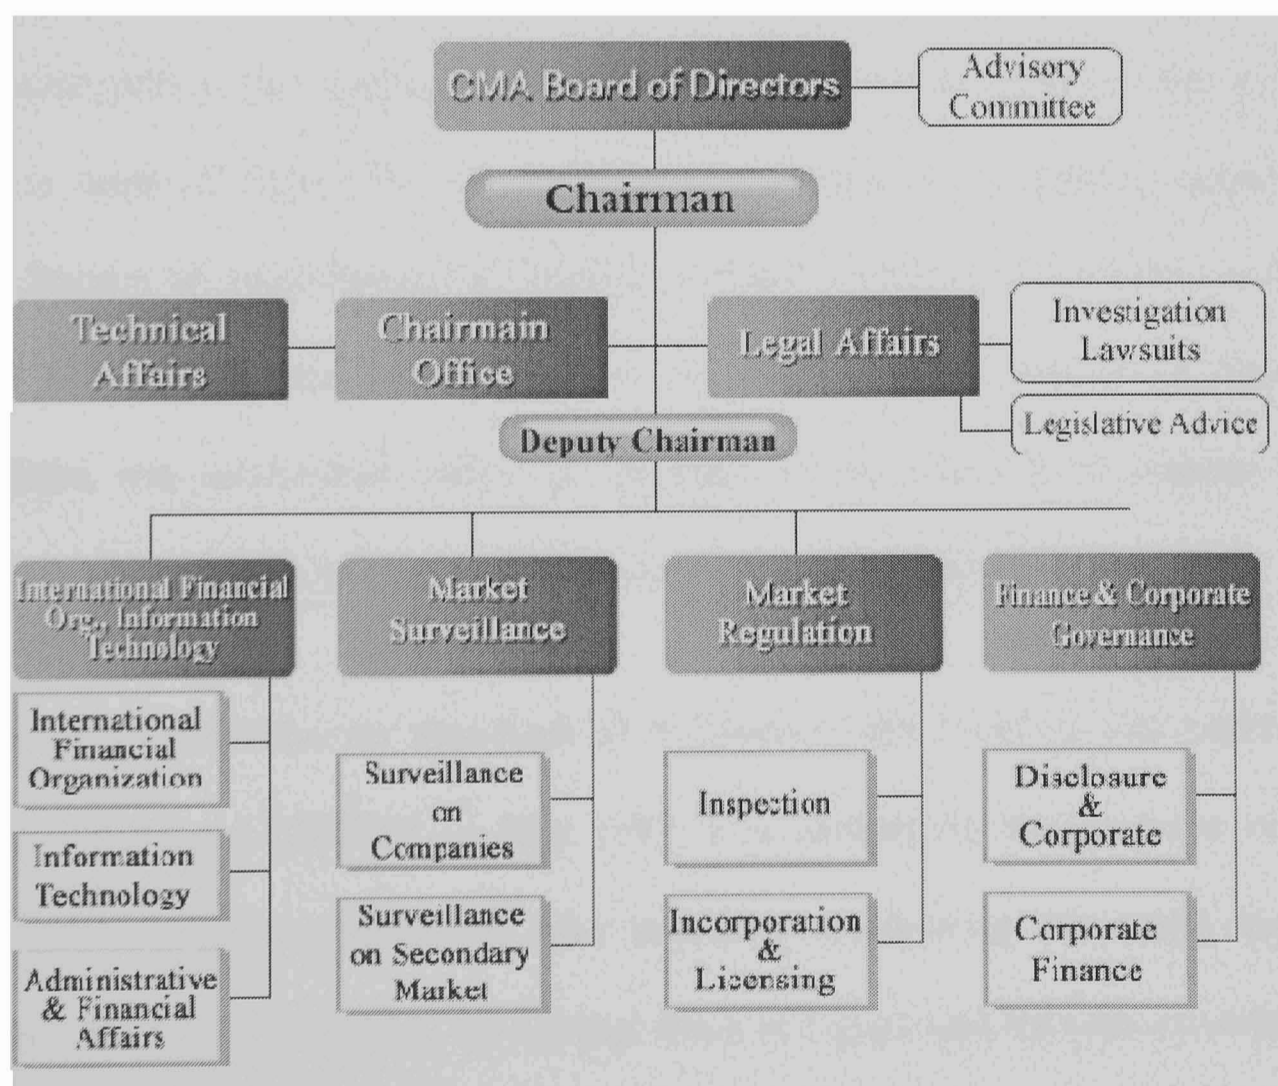 CMA Board of Directors
Advisory
Committee
Chairman
Technical
Affairs
Chairmain
Office
Legal Affairs
Investigation
Lawsuits
Legislative Advice
Deputy Chairman
International Financial
Org., Information
Technology
Market
Surveillance
Market
Regulation
Finance & Corporate
Governance
International
Financial
Organization
Surveillance
on
Companies
Inspection
Disclosure
&
Corporate
Information
Technology
Surveillance
on Secondary
Market
Incorporation
&
Licensing
Corporate
Finance
Administrative
& Financial
Affairs